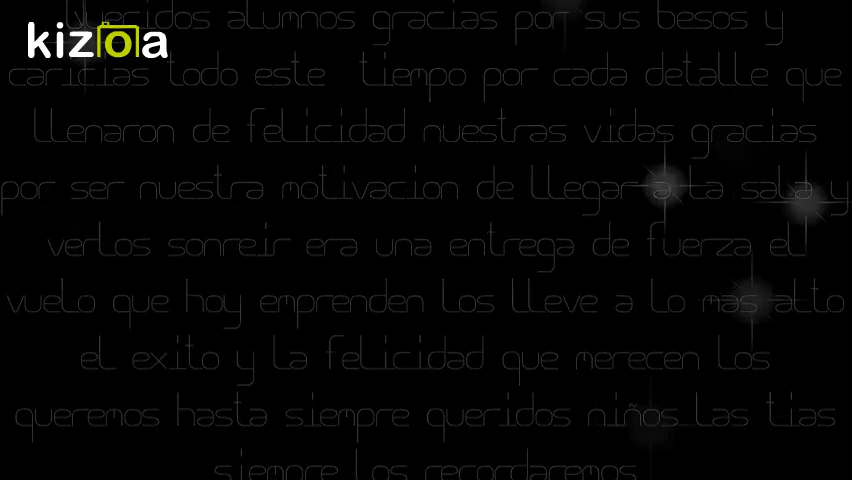 kizoa
Queridos alumnos gracias por sus besos y
caricias todo este tiempo por cada detalle que
llenaron de felicidad nuestras vidas gracias
por ser nuestra motivacion de llegar a la sala y
verlos sonreir era una entrega de fuerza el
vuelo que hoy emprenden los lleve a lo mas alto
el exito y la felicidad que merecen los
queremos hasta siempre queridos niños las tias
siempre los recordaremos